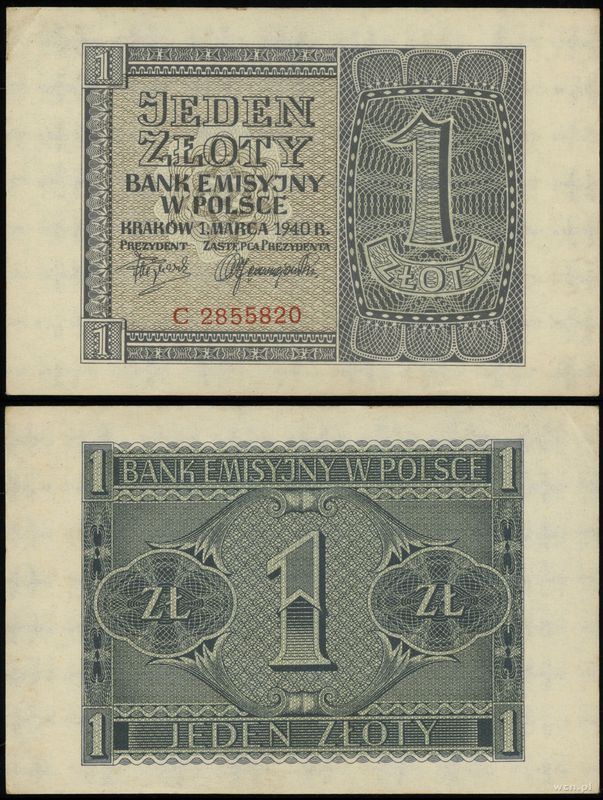 1
JEDEN
ZŁOTY
BANK EMISYJNY
W POLSCE
KRAKÓW 1. MARCA 1940 R.
PREZYDENT ZASTĘPCA PREZYDENTA
C 2855820
1
1
ZŁOTY
1 BANK EMISYJNY W POLSCE 1
ZŁ 1 ZŁ
1 JEDEN ZŁOTY 1
wcn.pl